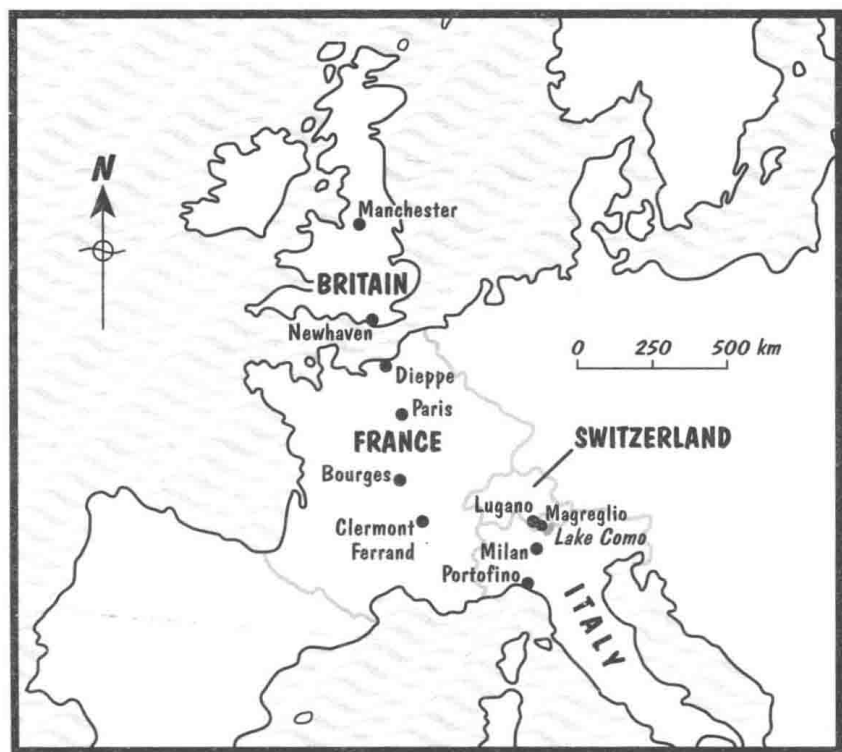 N
Manchester
BRITAIN
Newhaven
0 250 500 km
Dieppe
Paris
FRANCE
SWITZERLAND
Bourges
Lugano Magreglio
Clermont
Ferrand
Lake Como
Milan
Portofino
ITALY